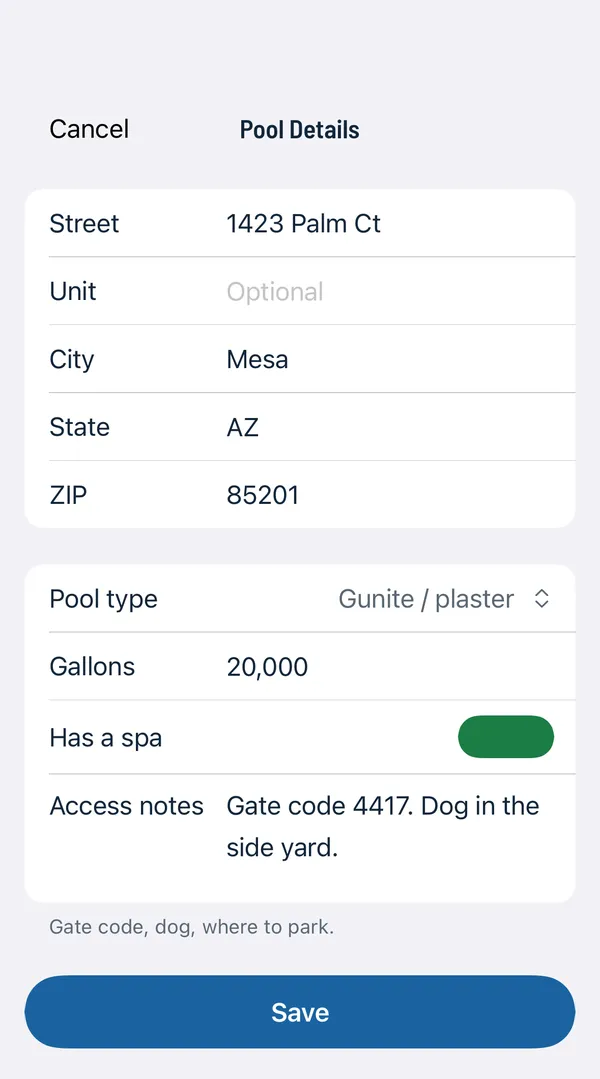 Cancel
Pool Details
Street 1423 Palm Ct
Unit Optional
City Mesa
State AZ
ZIP 85201
Pool type Gunite / plaster
Gallons 20,000
Has a spa
Access notes Gate code 4417. Dog in the
side yard.
Gate code, dog, where to park.
Save